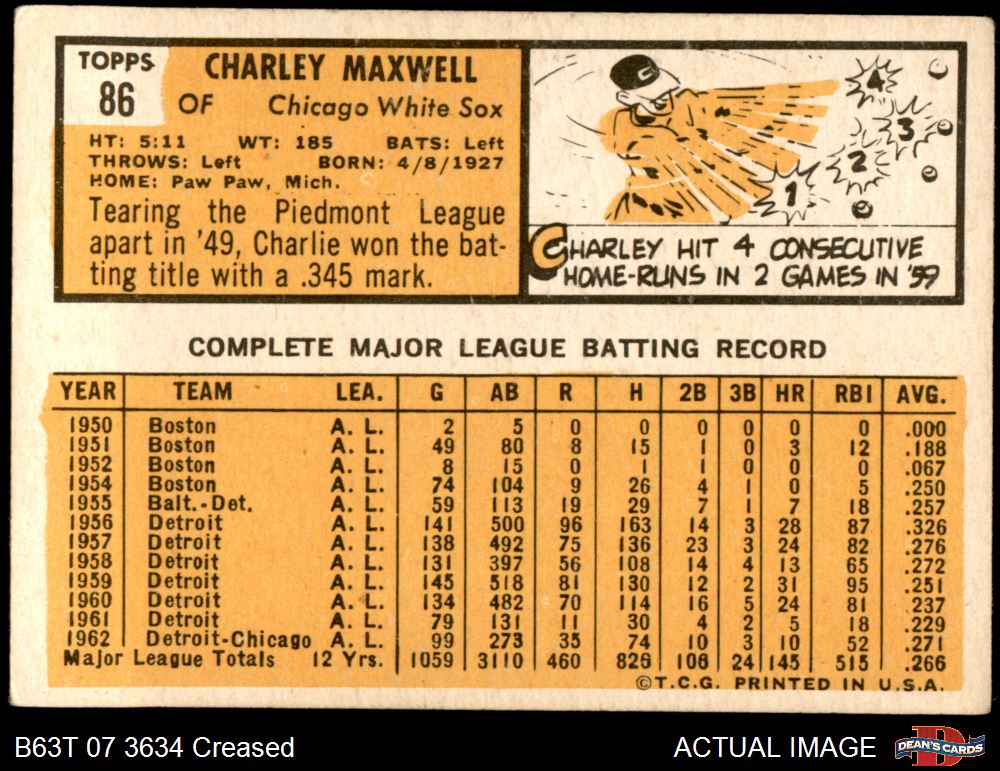 TOPPS
86
CHARLEY MAXWELL
OF Chicago White Sox
HT: 5:11 WT: 185 BATS: Left
THROWS: Left BORN: 4/8/1927
HOME: Paw Paw, Mich.
Tearing the Piedmont League
apart in '49, Charlie won the bat-
ting title with a .345 mark.
C
4
3
2
1
CHARLEY HIT 4 CONSECUTIVE
HOME-RUNS IN 2 GAMES IN '59
COMPLETE MAJOR LEAGUE BATTING RECORD
YEAR TEAM LEA. G AB R H 2B 3B HR RBI AVG.
1950 Boston A. L. 2 5 0 0 0 0 0 0 .000
1951 Boston A. L. 49 80 8 15 1 0 3 12 .188
1952 Boston A. L. 8 15 0 1 1 0 0 0 .067
1954 Boston A. L. 74 104 9 26 4 1 0 5 .250
1955 Balt.-Det. A. L. 59 113 19 29 7 1 7 18 .257
1956 Detroit A. L. 141 500 96 163 14 3 28 87 .326
1957 Detroit A. L. 138 492 75 136 23 3 24 82 .276
1958 Detroit A. L. 131 397 56 108 14 4 13 65 .272
1959 Detroit A. L. 145 518 81 130 12 2 31 95 .251
1960 Detroit A. L. 134 482 70 114 16 5 24 81 .237
1961 Detroit A. L. 79 131 11 30 4 2 5 18 .229
1962 Detroit-Chicago A. L. 99 273 35 74 10 3 10 52 .271
Major League Totals 12 Yrs. 1059 3110 460 826 106 24 145 515 .266
©T.C.G. PRINTED IN U.S.A.
B63T 07 3634 Creased
ACTUAL IMAGE
D
DEAN'S CARDS